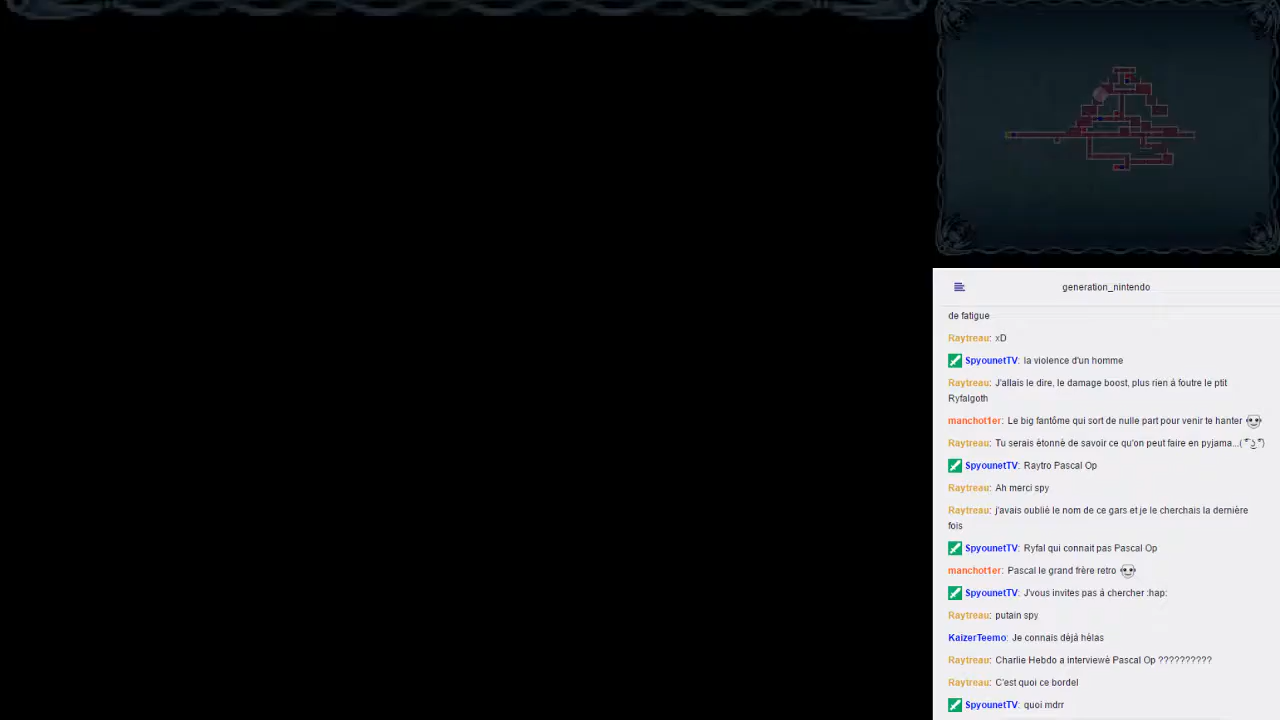 generation_nintendo
de fatigue
Raytreau: xD
SpyounetTV: la violence d'un homme
Raytreau: J'allais le dire, le damage boost, plus rien à foutre le ptit
Ryfalgoth
manchot1er: Le big fantôme qui sort de nulle part pour venir te hanter
Raytreau: Tu serais étonné de savoir ce qu'on peut faire en pyjama...( ͡° ͜ʖ ͡°)
SpyounetTV: Raytro Pascal Op
Raytreau: Ah merci spy
Raytreau: j'avais oublié le nom de ce gars et je le cherchais la dernière
fois
SpyounetTV: Ryfal qui connait pas Pascal Op
manchot1er: Pascal le grand frère retro
SpyounetTV: J'vous invites pas à chercher :hap:
Raytreau: putain spy
KaizerTeemo: Je connais déjà hélas
Raytreau: Charlie Hebdo a interviewé Pascal Op ??????????
Raytreau: C'est quoi ce bordel
SpyounetTV: quoi mdrr